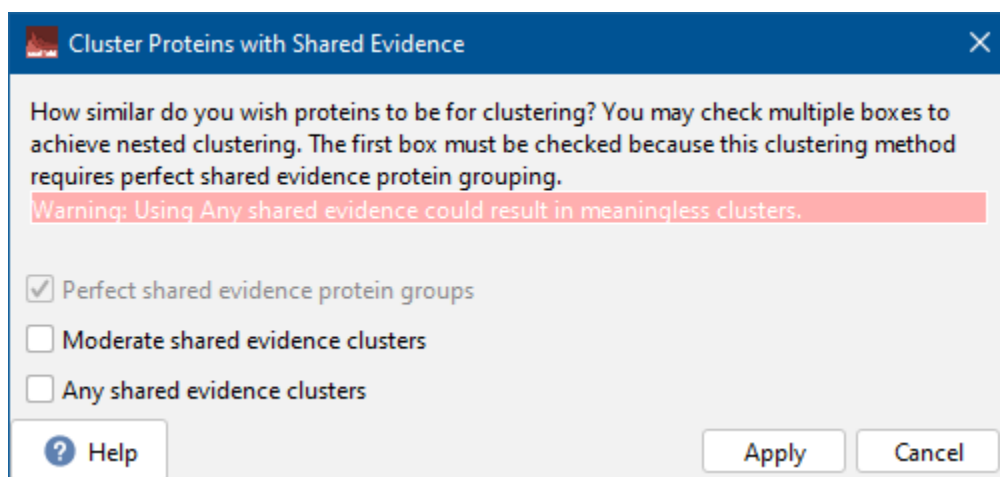 Cluster Proteins with Shared Evidence
How similar do you wish proteins to be for clustering? You may check multiple boxes to
achieve nested clustering. The first box must be checked because this clustering method
requires perfect shared evidence protein grouping.
Warning: Using Any shared evidence could result in meaningless clusters.
Perfect shared evidence protein groups
Moderate shared evidence clusters
Any shared evidence clusters
Help
Apply
Cancel